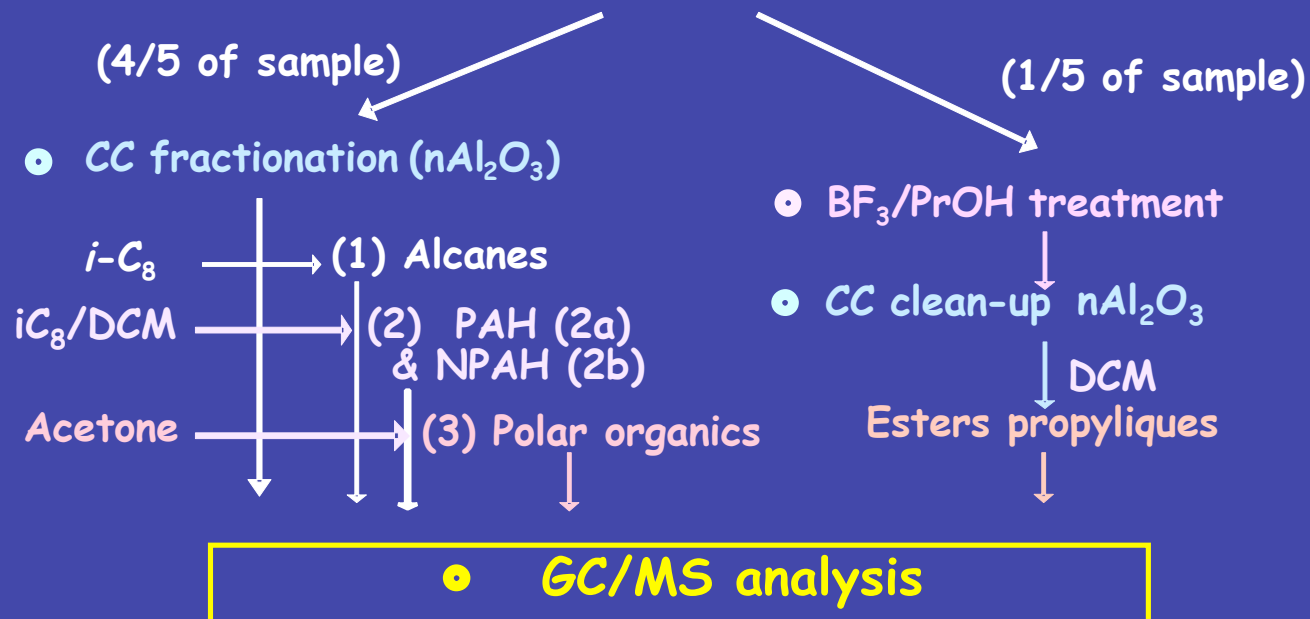 (4/5 of sample)
(1/5 of sample)
CC fractionation (nAl₂O₃)
i-C₈
(1) Alcanes
iC₈/DCM
(2) PAH (2a)
& NPAH (2b)
Acetone
(3) Polar organics
BF₃/PrOH treatment
CC clean-up nAl₂O₃
DCM
Esters propyliques
GC/MS analysis